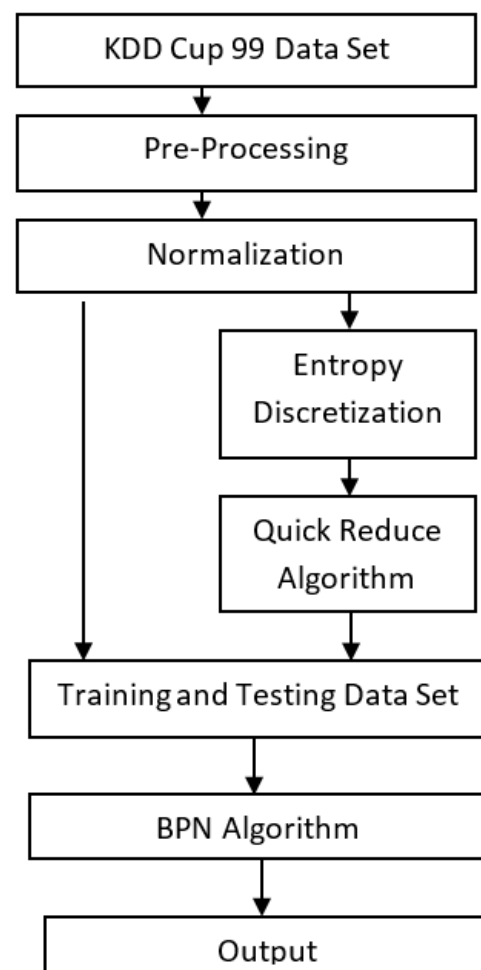 KDD Cup 99 Data Set
Pre-Processing
Normalization
Entropy
Discretization
Quick Reduce
Algorithm
Training and Testing Data Set
BPN Algorithm
Output